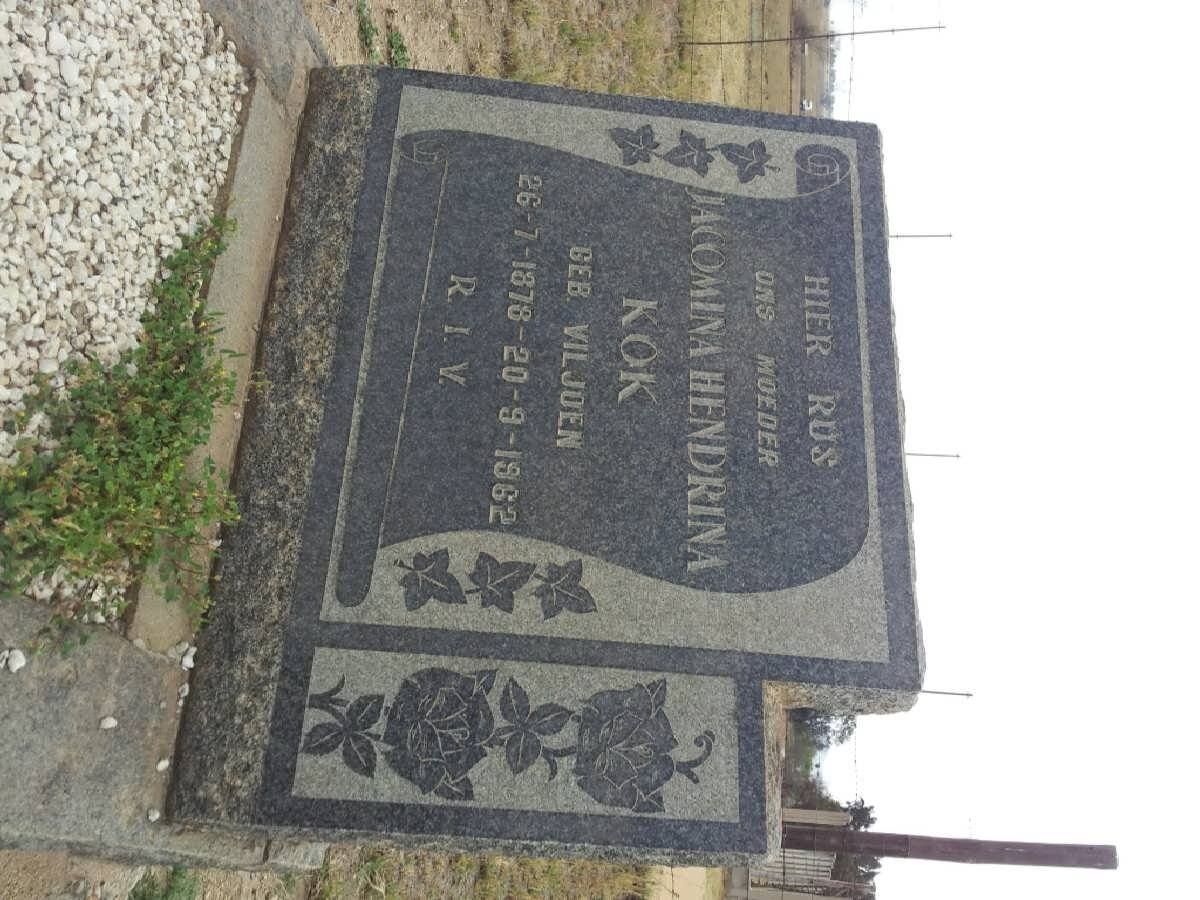 HIER RUS
ONS MOEDER
JACOMINA HENDRINA
KOK
GEB. VILJOEN
26-7-1878-20-9-1962
R. I. V.